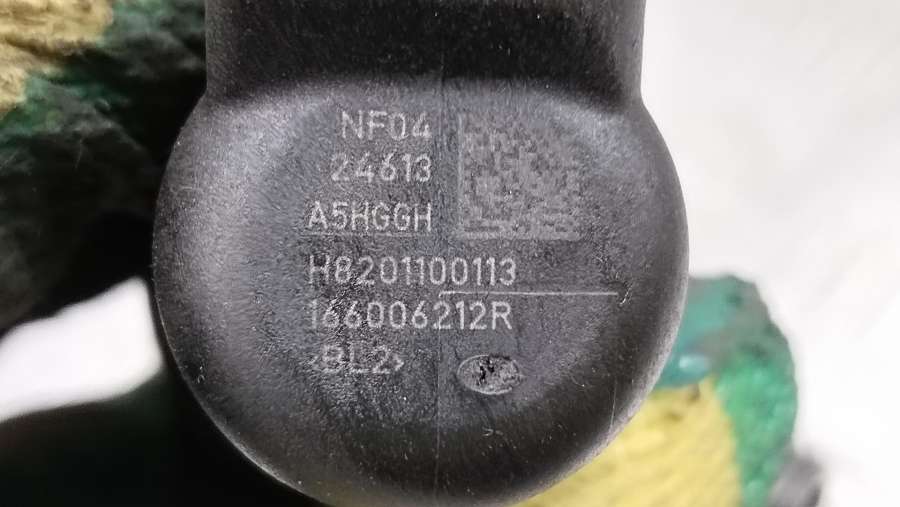 NF04
24613
A5HGGH
H8201100113
166006212R
<BL2>